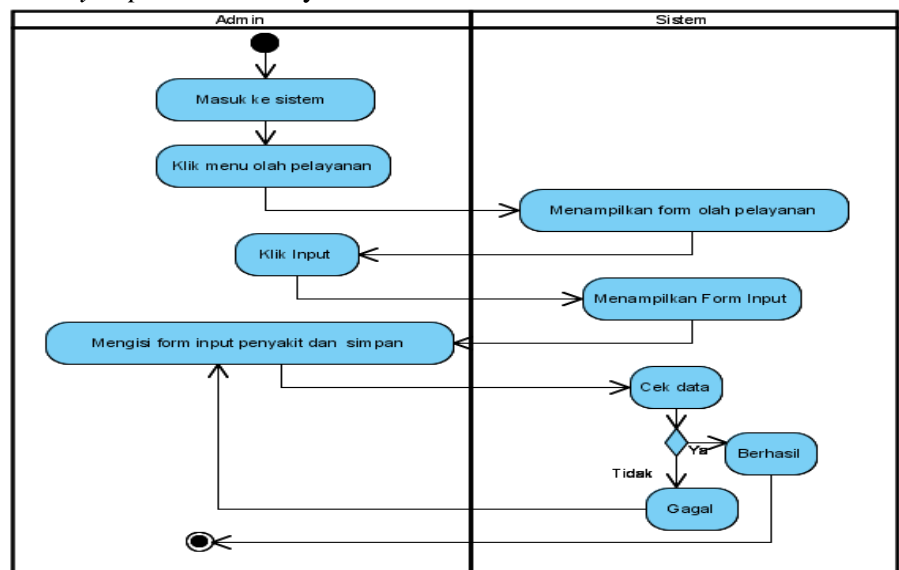 Admin
Sistem
Masuk ke sistem
Klik menu olah pelayanan
Menampilkan form olah pelayanan
Klik Input
Menampilkan Form Input
Mengisi form input penyakit dan simpan
Cek data
Ya
Berhasil
Tidak
Gagal